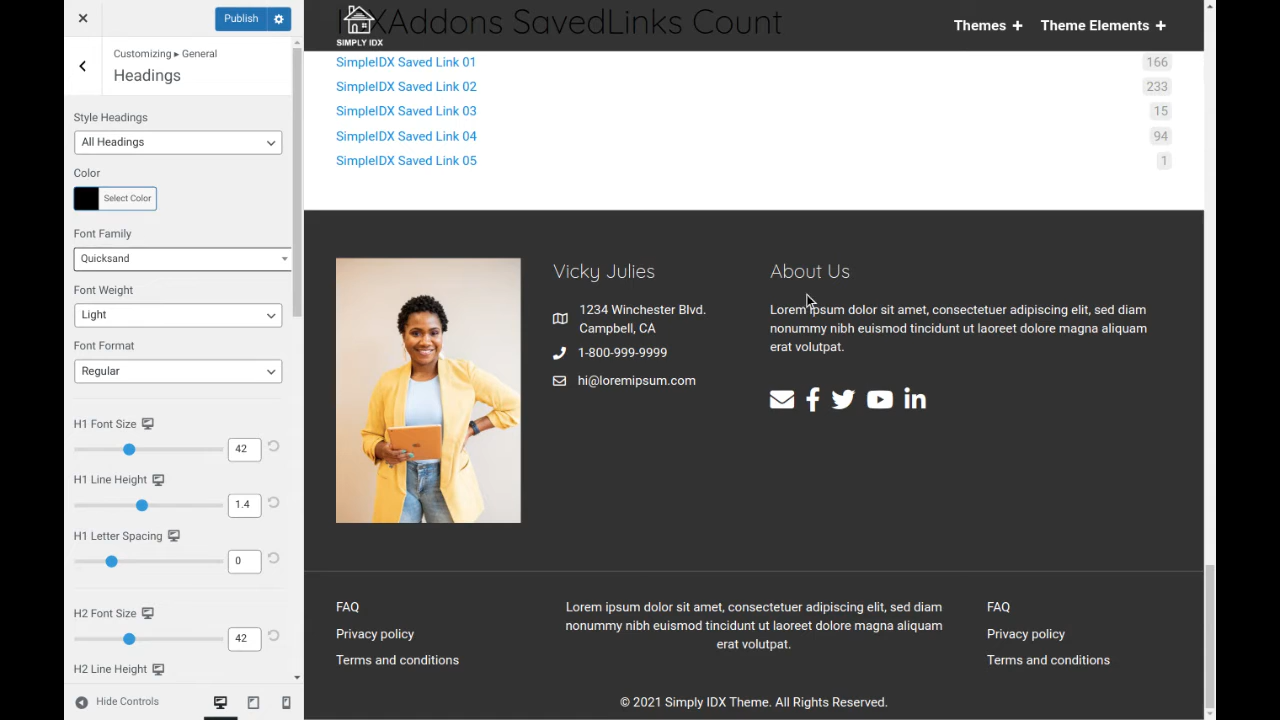 Publish
Customizing ▸ General
Headings
Style Headings
All Headings
Color
Select Color
Font Family
Quicksand
Font Weight
Light
Font Format
Regular
H1 Font Size
42
H1 Line Height
1.4
H1 Letter Spacing
0
H2 Font Size
42
H2 Line Height
Hide Controls
IDXAddons SavedLinks Count
SIMPLY IDX
Themes +
Theme Elements +
SimpleIDX Saved Link 01
166
SimpleIDX Saved Link 02
233
SimpleIDX Saved Link 03
15
SimpleIDX Saved Link 04
94
SimpleIDX Saved Link 05
1
Vicky Julies
1234 Winchester Blvd.
Campbell, CA
1-800-999-9999
hi@loremipsum.com
About Us
Lorem ipsum dolor sit amet, consectetuer adipiscing elit, sed diam
nonummy nibh euismod tincidunt ut laoreet dolore magna aliquam
erat volutpat.
FAQ
Privacy policy
Terms and conditions
Lorem ipsum dolor sit amet, consectetuer adipiscing elit, sed diam
nonummy nibh euismod tincidunt ut laoreet dolore magna aliquam
erat volutpat.
FAQ
Privacy policy
Terms and conditions
© 2021 Simply IDX Theme. All Rights Reserved.